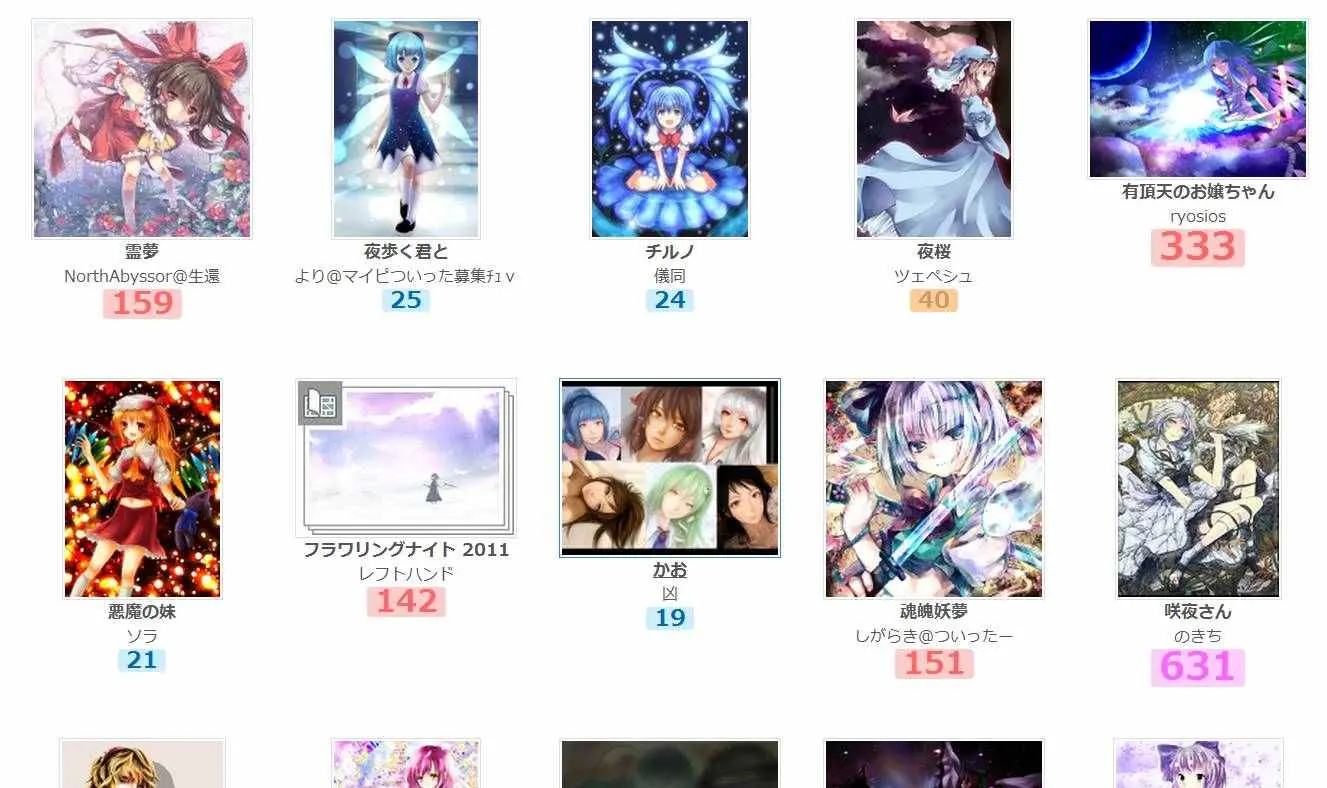 霊夢
NorthAbyssor@生還
159
夜歩く君と
より@マイピついった募集ﾁｭｖ
25
チルノ
儀同
24
夜桜
ツェペシュ
40
有頂天のお嬢ちゃん
ryosios
333
悪魔の妹
ソラ
21
フラワリングナイト 2011
レフトハンド
142
かお
凶
19
魂魄妖夢
しがらき@ついったー
151
咲夜さん
のきち
631